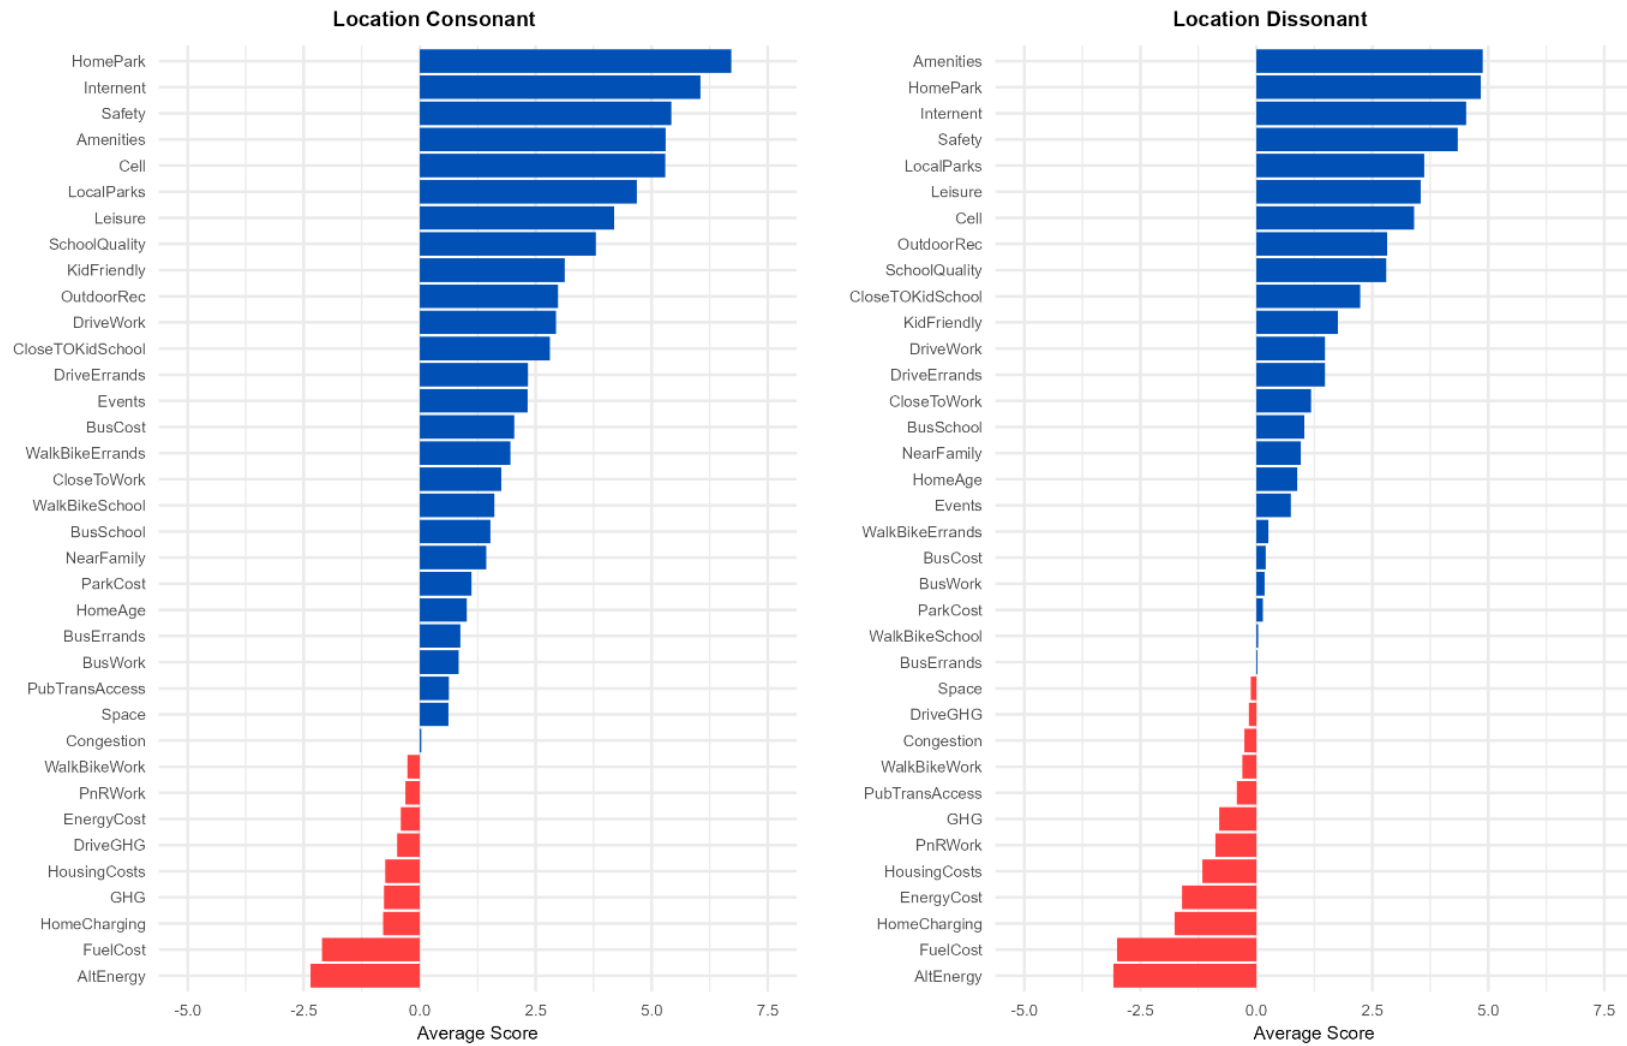 Location Consonant
HomePark
Internent
Safety
Amenities
Cell
LocalParks
Leisure
SchoolQuality
KidFriendly
OutdoorRec
DriveWork
CloseTOKidSchool
DriveErrands
Events
BusCost
WalkBikeErrands
CloseToWork
WalkBikeSchool
BusSchool
NearFamily
ParkCost
HomeAge
BusErrands
BusWork
PubTransAccess
Space
Congestion
WalkBikeWork
PnRWork
EnergyCost
DriveGHG
HousingCosts
GHG
HomeCharging
FuelCost
AltEnergy
-5.0 -2.5 0.0 2.5 5.0 7.5
Average Score
Location Dissonant
Amenities
HomePark
Internent
Safety
LocalParks
Leisure
Cell
OutdoorRec
SchoolQuality
CloseTOKidSchool
KidFriendly
DriveWork
DriveErrands
CloseToWork
BusSchool
NearFamily
HomeAge
Events
WalkBikeErrands
BusCost
BusWork
ParkCost
WalkBikeSchool
BusErrands
Space
DriveGHG
Congestion
WalkBikeWork
PubTransAccess
GHG
PnRWork
HousingCosts
EnergyCost
HomeCharging
FuelCost
AltEnergy
-5.0 -2.5 0.0 2.5 5.0 7.5
Average Score